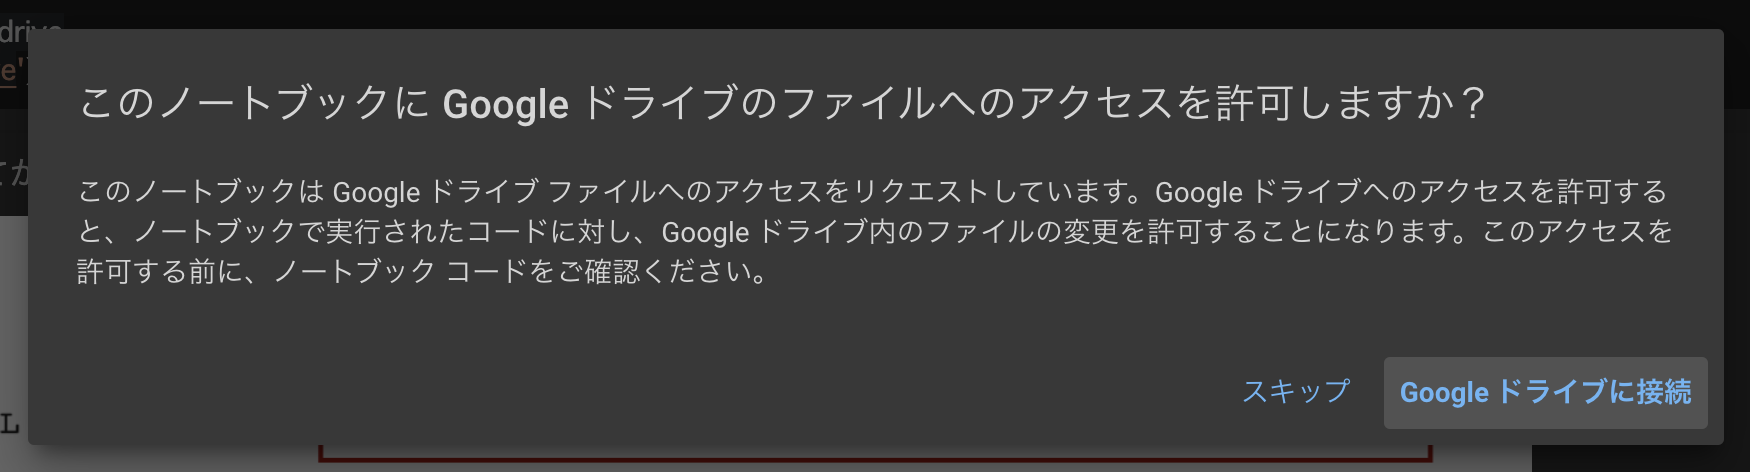 drive
e'
このノートブックに Google ドライブのファイルへのアクセスを許可しますか？
てか
このノートブックは Google ドライブ ファイルへのアクセスをリクエストしています。Google ドライブへのアクセスを許可する
と、ノートブックで実行されたコードに対し、Google ドライブ内のファイルの変更を許可することになります。このアクセスを
許可する前に、ノートブック コードをご確認ください。
スキップ
Google ドライブに接続
L